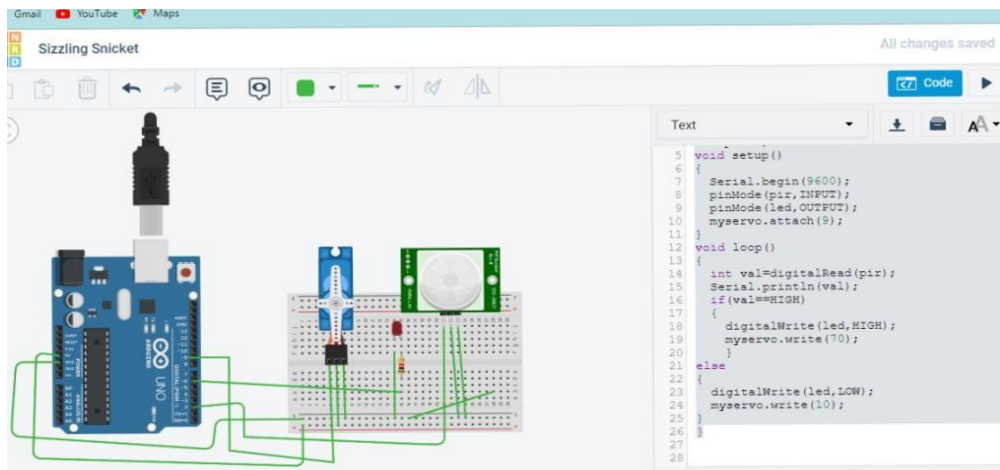 Gmail YouTube Maps
Sizzling Snicket
All changes saved
Code
Text
AA
5 void setup()
6 {
7 Serial.begin(9600);
8 pinMode(pir,INPUT);
9 pinMode(led,OUTPUT);
10 myservo.attach(9);
11 }
12 void loop()
13 {
14 int val=digitalRead(pir);
15 Serial.println(val);
16 if(val==HIGH)
17 {
18 digitalWrite(led,HIGH);
19 myservo.write(70);
20 }
21 else
22 {
23 digitalWrite(led,LOW);
24 myservo.write(10);
25 }
26 }
27
28
ARDUINO
UNO